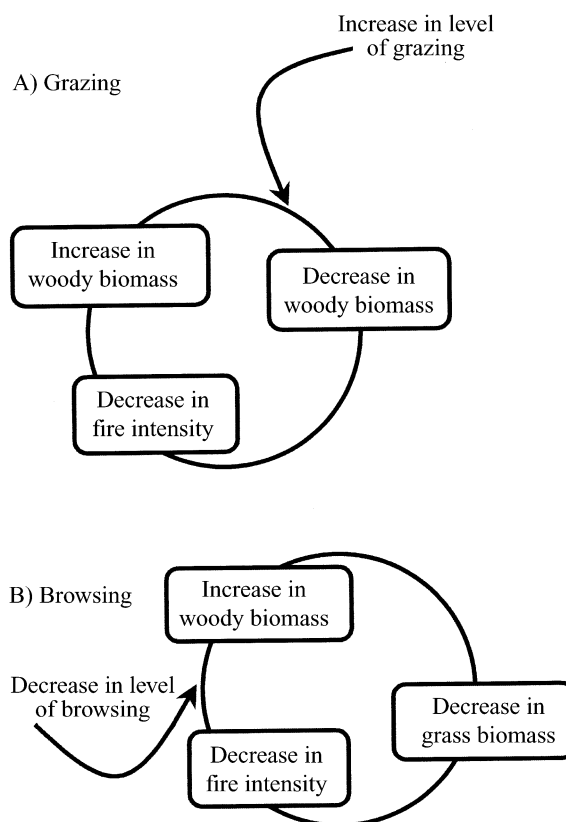 Increase in level
of grazing
A) Grazing
Increase in
woody biomass
Decrease in
woody biomass
Decrease in
fire intensity
B) Browsing
Increase in
woody biomass
Decrease in level
of browsing
Decrease in
grass biomass
Decrease in
fire intensity